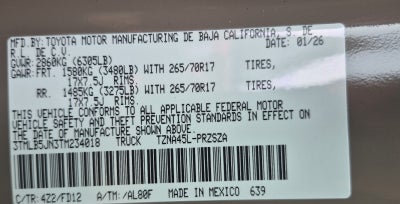 MFD.BY:TOYOTA MOTOR MANUFACTURING DE BAJA CALIFORNIA, S. DE
R.L. DE C.V. DATE: 01/26
GVWR:2860KG (6305LB)
GAWR:FRT. 1580KG (3480LB) WITH 265/70R17 TIRES,
17X7.5J RIMS.
RR. 1485KG (3275LB) WITH 265/70R17 TIRES,
17X7.5J RIMS.
THIS VEHICLE CONFORMS TO ALL APPLICABLE FEDERAL MOTOR
VEHICLE SAFETY AND THEFT PREVENTION STANDARDS IN EFFECT ON
THE DATE OF MANUFACTURE SHOWN ABOVE.
3TMLB5JN3TM234018 TRUCK TZNA45L-PRZSZA
C/TR: 4Z2/FD12 A/TM:/AL80F MADE IN MEXICO 639